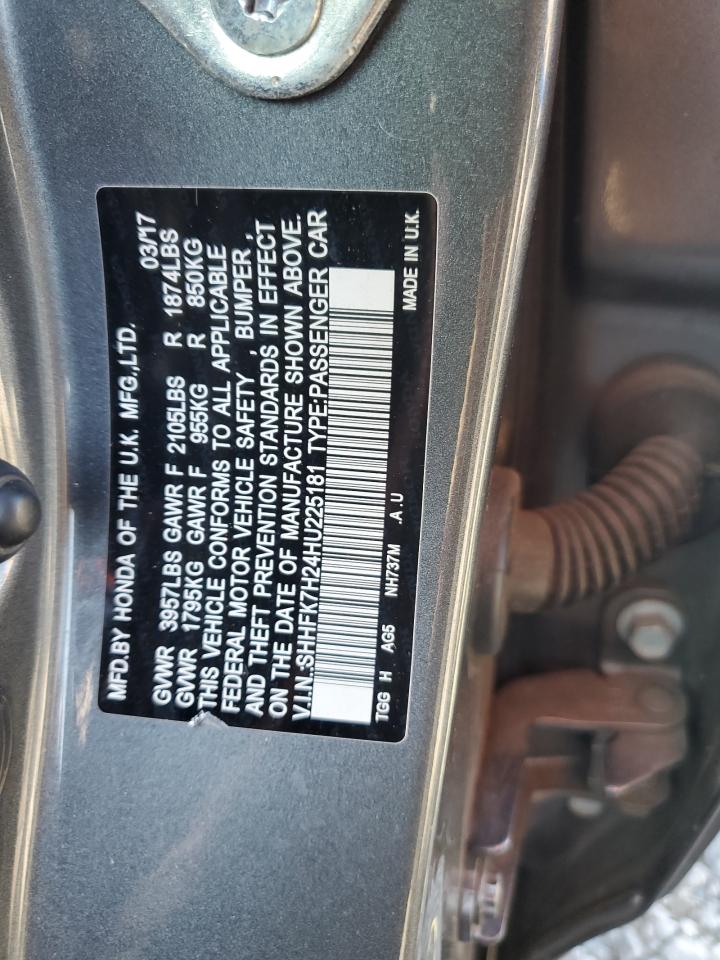 MFD.BY HONDA OF THE U.K. MFG.,LTD. 03/17
GVWR 3957LBS GAWR F 2105LBS R 1874LBS
GVWR 1795KG GAWR F 955KG R 850KG
THIS VEHICLE CONFORMS TO ALL APPLICABLE
FEDERAL MOTOR VEHICLE SAFETY , BUMPER ,
AND THEFT PREVENTION STANDARDS IN EFFECT
ON THE DATE OF MANUFACTURE SHOWN ABOVE.
V.I.N.:SHHFK7H24HU225181 TYPE:PASSENGER CAR
TGG H AG5 NH737M .A.U MADE IN U.K.